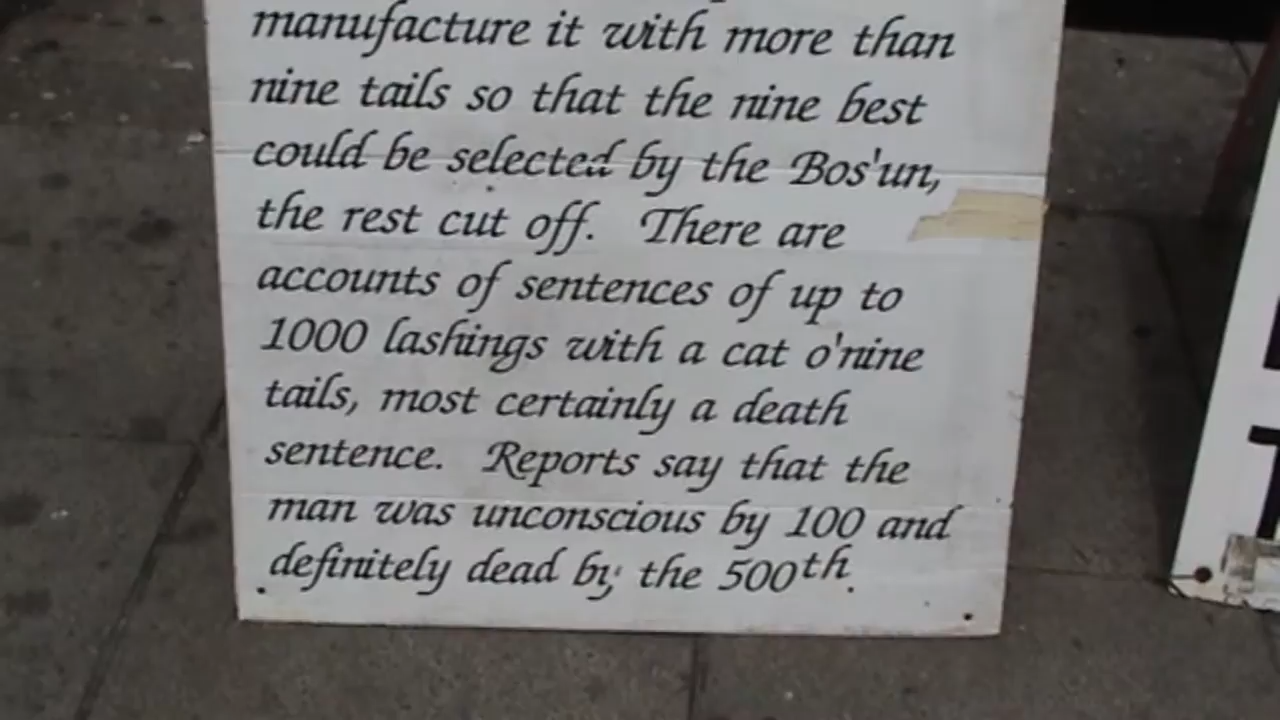 manufacture it with more than
nine tails so that the nine best
could be selected by the Bos'un,
the rest cut off. There are
accounts of sentences of up to
1000 lashings with a cat o'nine
tails, most certainly a death
sentence. Reports say that the
man was unconscious by 100 and
definitely dead by the 500th.